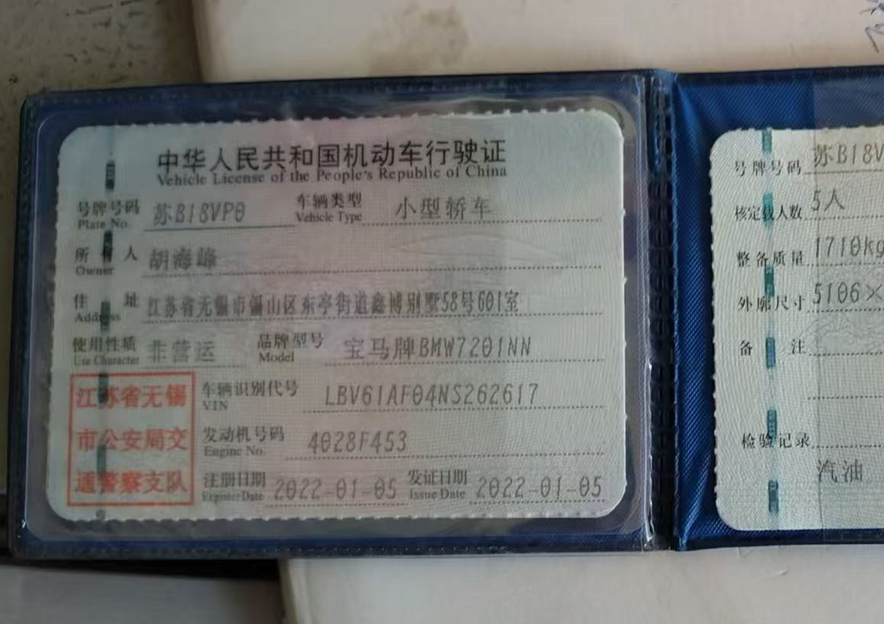 中华人民共和国机动车行驶证
Vehicle License of the People's Republic of China
号牌号码 苏B18VP0 车辆类型 小型轿车
Plate No. Vehicle Type
所有人 胡海峰
Owner
住址 江苏省无锡市锡山区东亭街道鑫博别墅58号601室
Address
使用性质 非营运 品牌型号 宝马牌BMW7201NN
Use Character Model
江苏省无锡
市公安局交
通警察支队
车辆识别代号 LBV61AF04NS262617
VIN
发动机号码 4028F453
Engine No.
注册日期 2022-01-05 发证日期 2022-01-05
Register Date Issue Date
号牌号码 苏B18V
核定载人数 5人
整备质量 1710kg
外廓尺寸 5106×
备注
检验记录
汽油